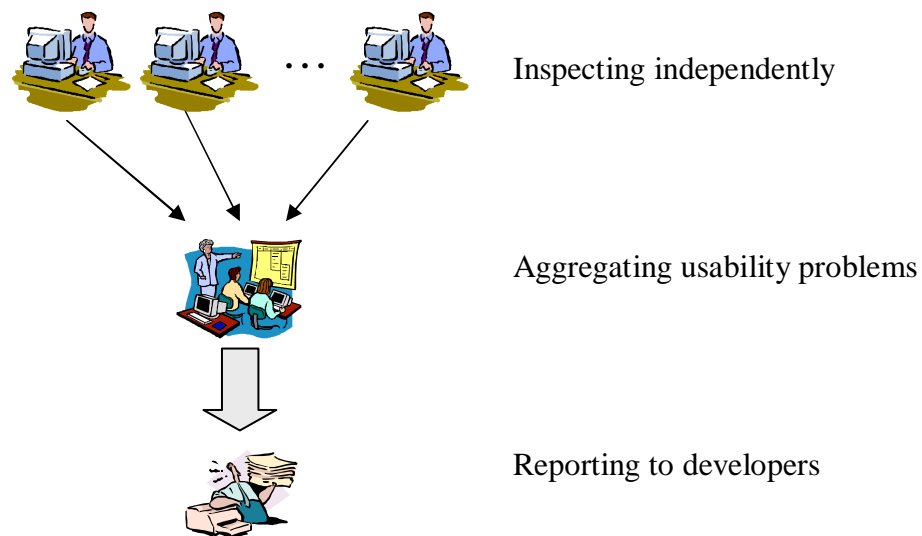 Inspecting independently
Aggregating usability problems
Reporting to developers